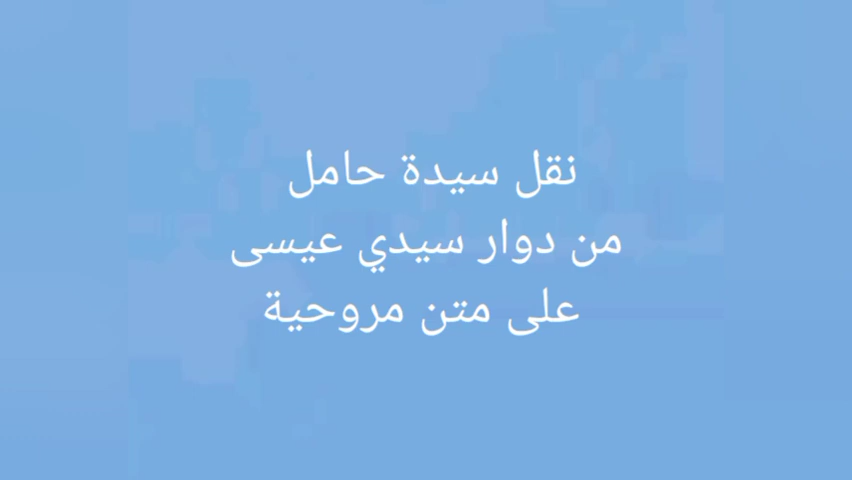 نقل سيدة حامل
من دوار سيدي عيسى
على متن مروحية